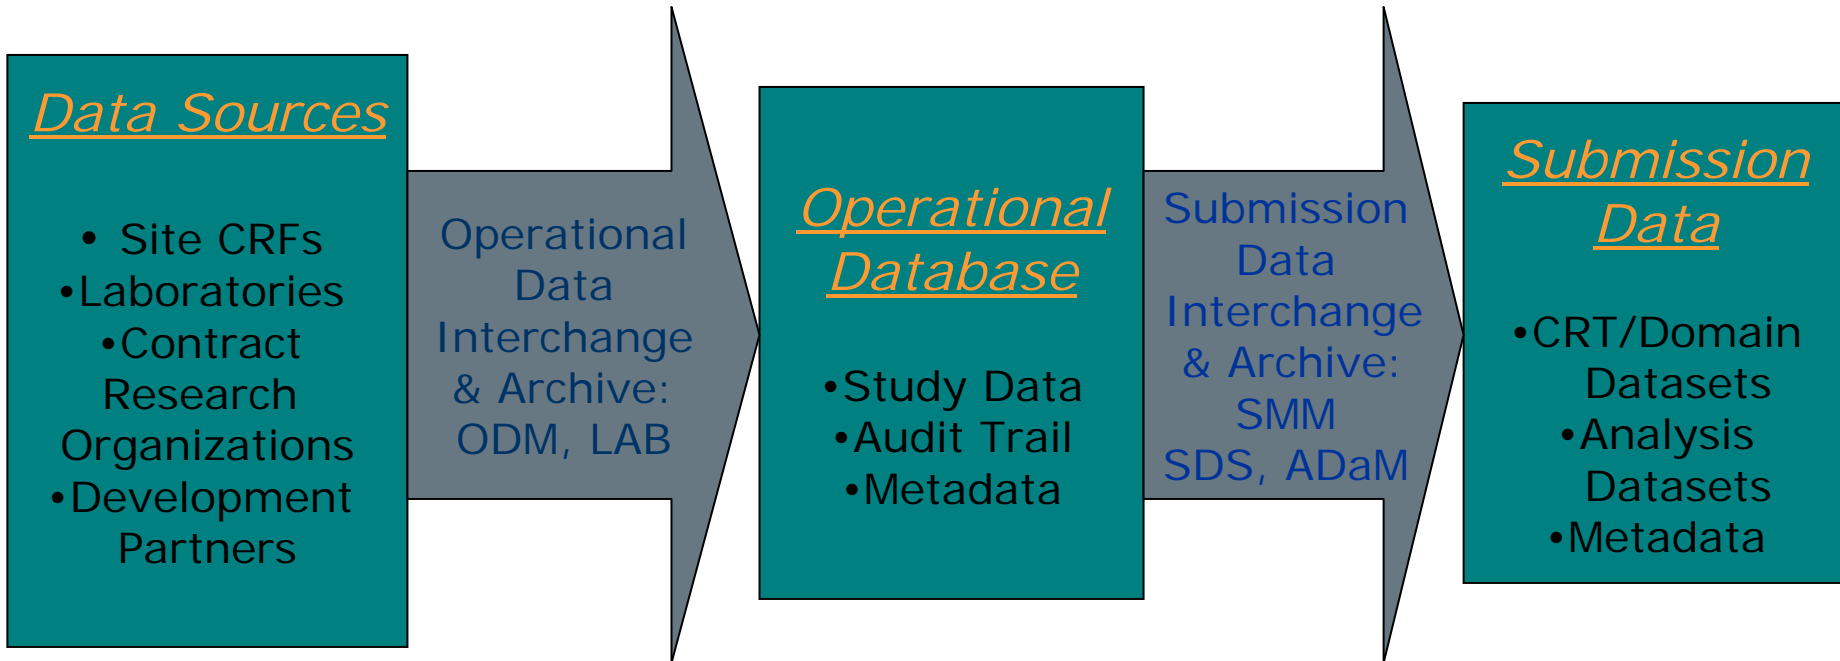 Data Sources
• Site CRFs
•Laboratories
•Contract
Research
Organizations
•Development
Partners
Operational
Data
Interchange
& Archive:
ODM, LAB
Operational
Database
•Study Data
•Audit Trail
•Metadata
Submission
Data
Interchange
& Archive:
SMM
SDS, ADaM
Submission
Data
•CRT/Domain
Datasets
•Analysis
Datasets
•Metadata